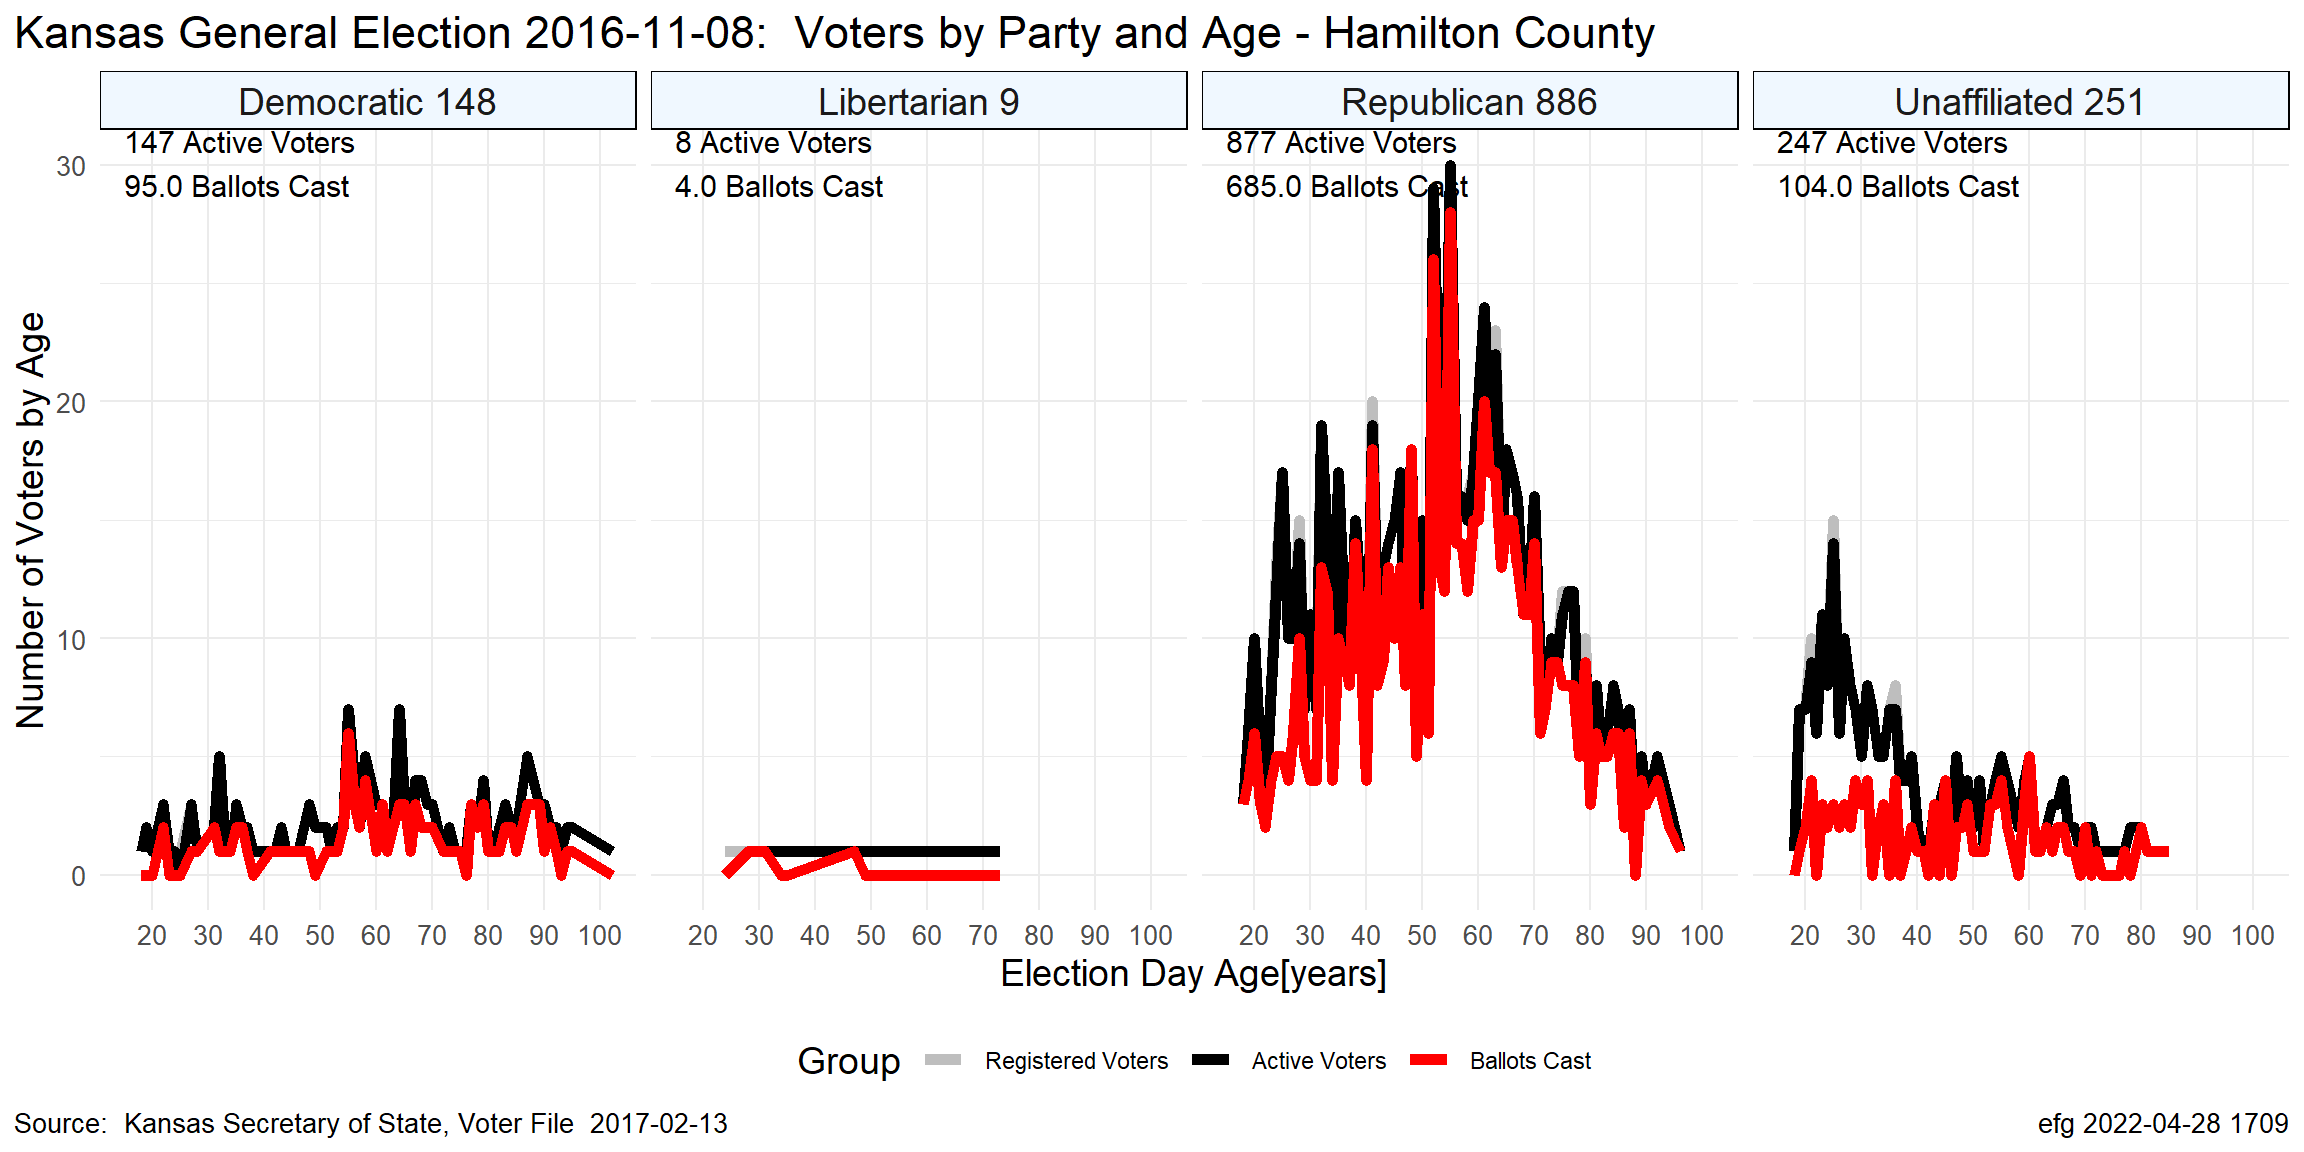 Kansas General Election 2016-11-08:  Voters by Party and Age - Hamilton County
Democratic 148
Libertarian 9
Republican 886
Unaffiliated 251
147 Active Voters
95.0 Ballots Cast
8 Active Voters
4.0 Ballots Cast
877 Active Voters
685.0 Ballots Cast
247 Active Voters
104.0 Ballots Cast
Number of Voters by Age
30
20
10
0
20 30 40 50 60 70 80 90 100
20 30 40 50 60 70 80 90 100
20 30 40 50 60 70 80 90 100
20 30 40 50 60 70 80 90 100
Election Day Age[years]
Group Registered Voters Active Voters Ballots Cast
Source:  Kansas Secretary of State, Voter File  2017-02-13
efg 2022-04-28 1709